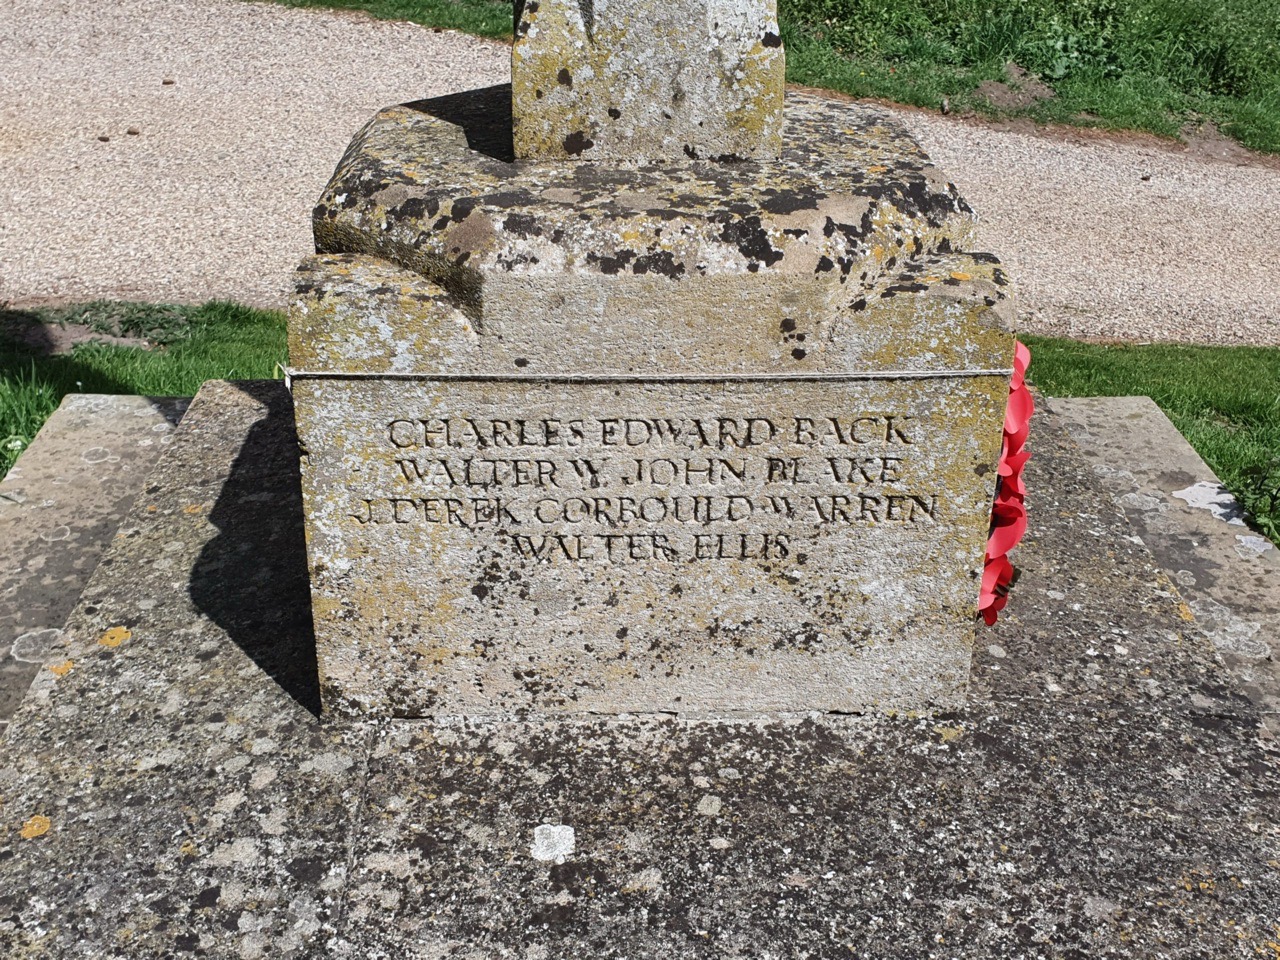 CHARLES EDWARD BACK
WALTER W. JOHN BLAKE
J. DEREK CORBOULD-WARREN
WALTER ELLIS